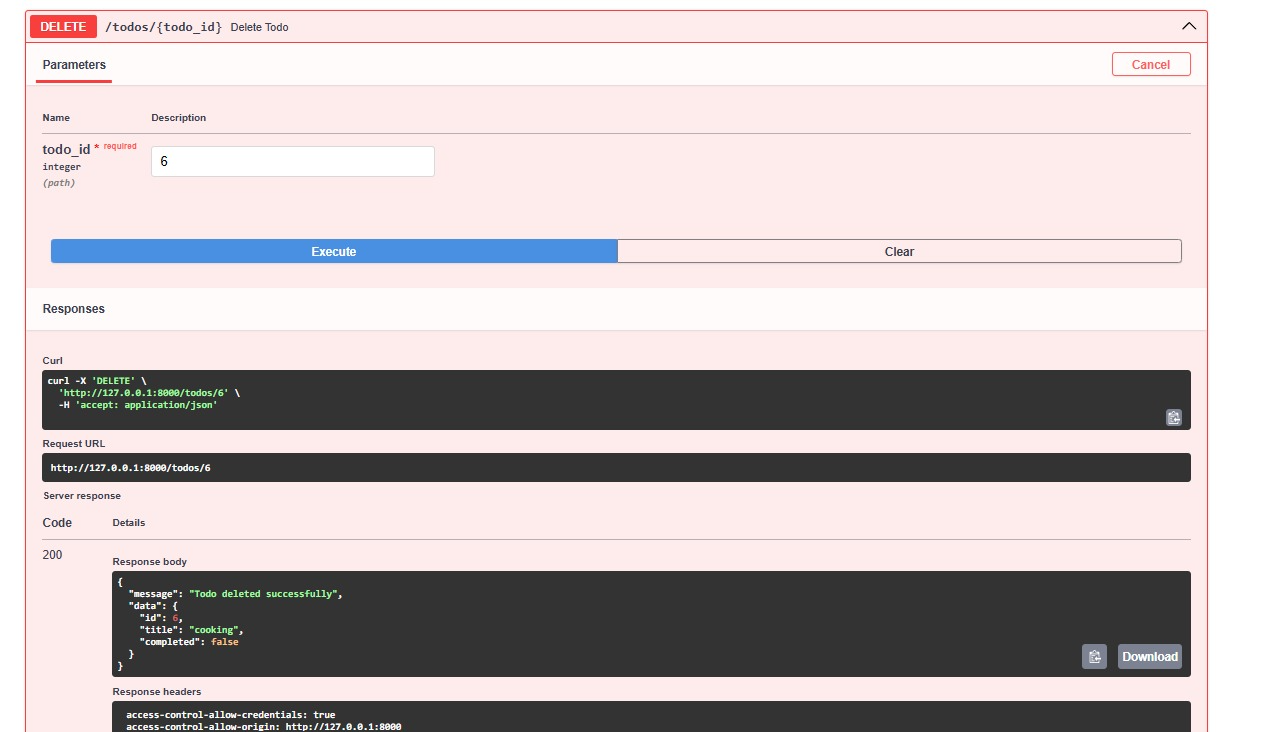 DELETE /todos/{todo_id} Delete Todo
Parameters
Cancel
Name Description
todo_id * required
integer
(path)
6
Execute Clear
Responses
Curl
curl -X 'DELETE' \
  'http://127.0.0.1:8000/todos/6' \
  -H 'accept: application/json'
Request URL
http://127.0.0.1:8000/todos/6
Server response
Code Details
200
Response body
{
  "message": "Todo deleted successfully",
  "data": {
    "id": 6,
    "title": "cooking",
    "completed": false
  }
}
Download
Response headers
access-control-allow-credentials: true
access-control-allow-origin: http://127.0.0.1:8000